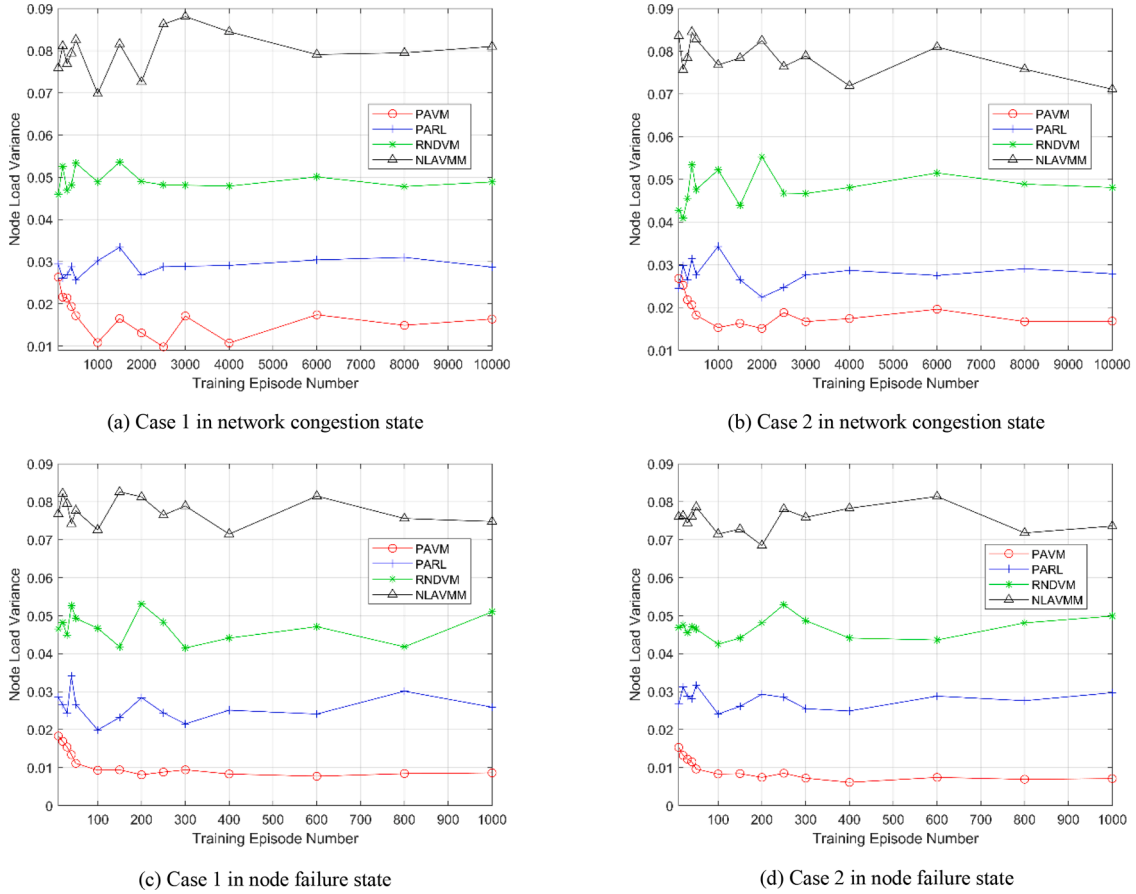 0.09
0.08
0.07
0.06
0.05
0.04
0.03
0.02
0.01
Node Load Variance
PAVM
PARL
RNDVM
NLAVMM
1000 2000 3000 4000 5000 6000 7000 8000 9000 10000
Training Episode Number
(a) Case 1 in network congestion state
0.09
0.08
0.07
0.06
0.05
0.04
0.03
0.02
0.01
Node Load Variance
PAVM
PARL
RNDVM
NLAVMM
1000 2000 3000 4000 5000 6000 7000 8000 9000 10000
Training Episode Number
(b) Case 2 in network congestion state
0.09
0.08
0.07
0.06
0.05
0.04
0.03
0.02
0.01
0
Node Load Variance
PAVM
PARL
RNDVM
NLAVMM
100 200 300 400 500 600 700 800 900 1000
Training Episode Number
(c) Case 1 in node failure state
0.09
0.08
0.07
0.06
0.05
0.04
0.03
0.02
0.01
0
Node Load Variance
PAVM
PARL
RNDVM
NLAVMM
100 200 300 400 500 600 700 800 900 1000
Training Episode Number
(d) Case 2 in node failure state